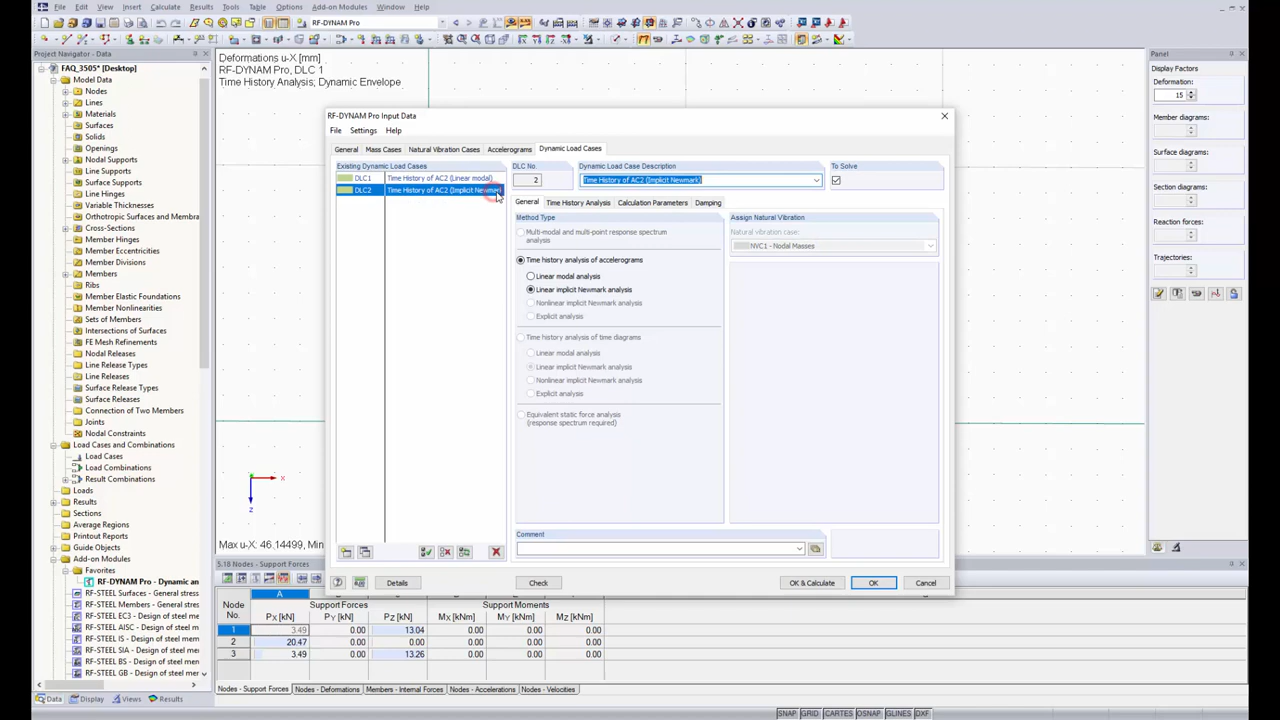 File Edit View Insert Calculate Results Tools Table Options Add-on Modules Window Help
RF-DYNAM Pro
Project Navigator - Data
FAQ_3505* [Desktop]
Model Data
Nodes
Lines
Materials
Surfaces
Solids
Openings
Nodal Supports
Line Supports
Surface Supports
Line Hinges
Variable Thicknesses
Orthotropic Surfaces and Membra
Cross-Sections
Member Hinges
Member Eccentricities
Member Divisions
Members
Ribs
Member Elastic Foundations
Member Nonlinearities
Sets of Members
Intersections of Surfaces
FE Mesh Refinements
Nodal Releases
Line Release Types
Line Releases
Surface Release Types
Surface Releases
Connection of Two Members
Joints
Nodal Constraints
Load Cases and Combinations
Load Cases
Load Combinations
Result Combinations
Loads
Results
Sections
Average Regions
Printout Reports
Guide Objects
Add-on Modules
Favorites
RF-DYNAM Pro - Dynamic an
RF-STEEL Surfaces - General stress
RF-STEEL Members - General stress
RF-STEEL EC3 - Design of steel mem
RF-STEEL AISC - Design of steel me
RF-STEEL IS - Design of steel mem
RF-STEEL SIA - Design of steel mem
RF-STEEL BS - Design of steel mem
RF-STEEL GB - Design of steel mem
Data Display Views Results
Deformations u-X [mm]
RF-DYNAM Pro, DLC 1
Time History Analysis; Dynamic Envelope
x
z
Max u-X: 46.14499, Min
RF-DYNAM Pro Input Data
File Settings Help
General Mass Cases Natural Vibration Cases Accelerograms Dynamic Load Cases
Existing Dynamic Load Cases
DLC1 Time History of AC2 (Linear modal)
DLC2 Time History of AC2 (Implicit Newmar
DLC No.
2
Dynamic Load Case Description
Time History of AC2 (Implicit Newmark)
To Solve
General Time History Analysis Calculation Parameters Damping
Method Type
Multi-modal and multi-point response spectrum
analysis
Time history analysis of accelerograms
Linear modal analysis
Linear implicit Newmark analysis
Nonlinear implicit Newmark analysis
Explicit analysis
Time history analysis of time diagrams
Linear modal analysis
Linear implicit Newmark analysis
Nonlinear implicit Newmark analysis
Explicit analysis
Equivalent static force analysis
(response spectrum required)
Assign Natural Vibration
Natural vibration case:
NVC1 - Nodal Masses
Comment
Details Check OK & Calculate OK Cancel
Panel
Display Factors
Deformation:
15
Member diagrams:
Surface diagrams:
Section diagrams:
Reaction forces:
Trajectories:
5.18 Nodes - Support Forces
A
Node Support Forces Support Moments
No. PX [kN] PY [kN] PZ [kN] MX [kNm] MY [kNm] MZ [kNm]
1 3.49 0.00 13.04 0.00 0.00 0.00
2 20.47 0.00 0.00 0.00 0.00 0.00
3 3.49 0.00 13.26 0.00 0.00 0.00
Nodes - Support Forces Nodes - Deformations Members - Internal Forces Nodes - Accelerations Nodes - Velocities
SNAP GRID CARTES OSNAP GLINES DXF